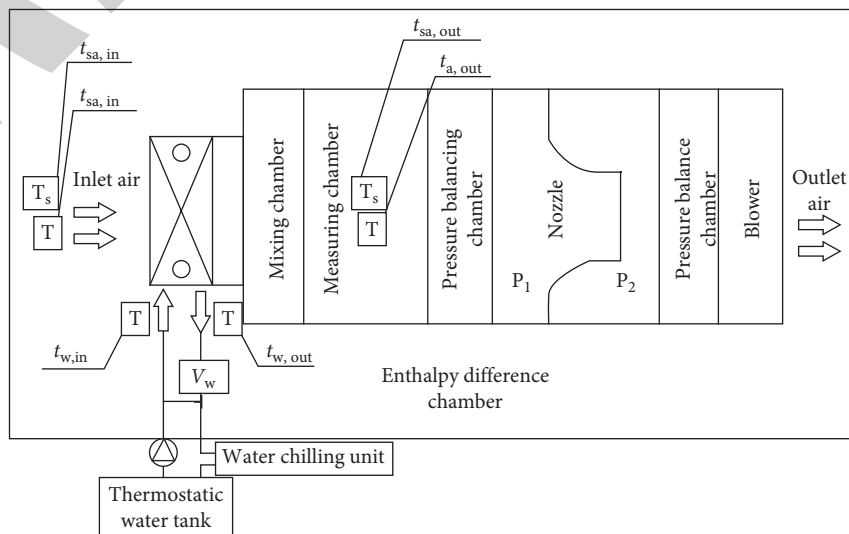 t_sa, in
t_sa, in
t_sa, out
t_a, out
T_s
T
Inlet air
Mixing chamber
Measuring chamber
T_s
T
Pressure balancing
chamber
Nozzle
P_1
P_2
Pressure balance
chamber
Blower
Outlet
air
T
T
t_w,in
t_w, out
V_w
Enthalpy difference
chamber
Water chilling unit
Thermostatic
water tank